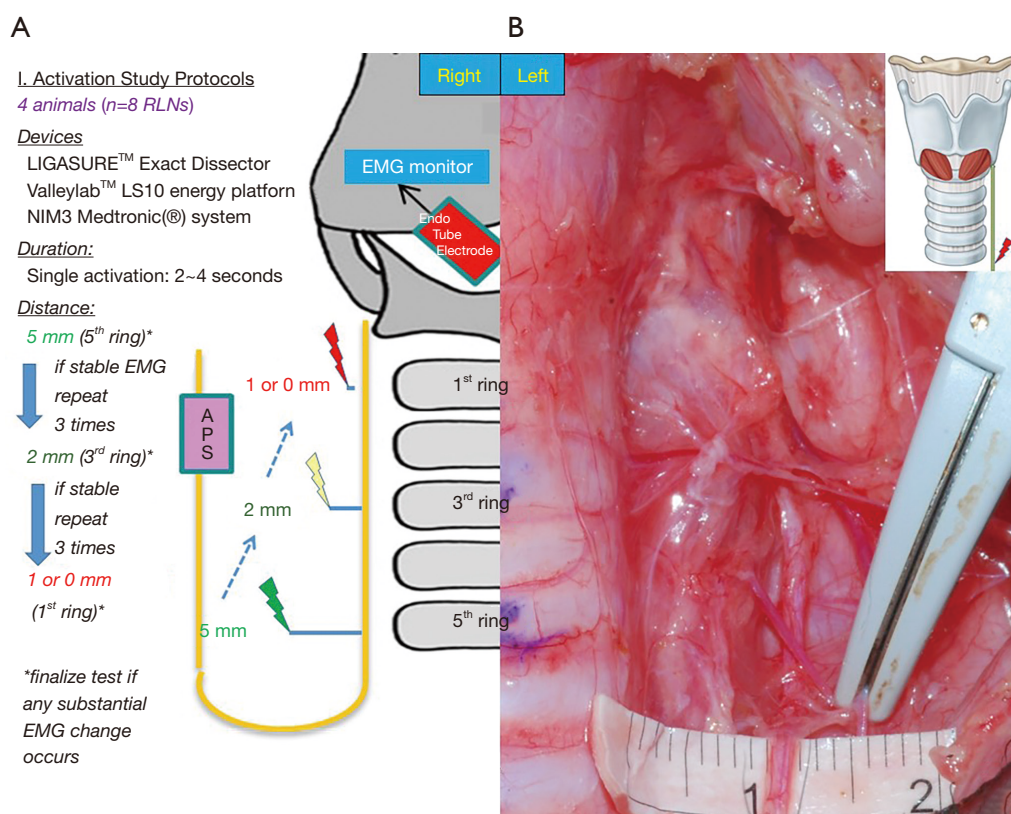 A
I. Activation Study Protocols
4 animals (n=8 RLNs)
Devices
LIGASURE™ Exact Dissector
Valleylab™ LS10 energy platforn
NIM3 Medtronic(®) system
Duration:
Single activation: 2~4 seconds
Distance:
5 mm (5th ring)*
if stable EMG
repeat
3 times
2 mm (3rd ring)*
if stable
repeat
3 times
1 or 0 mm
(1st ring)*
*finalize test if
any substantial
EMG change
occurs
Right
Left
EMG monitor
Endo
Tube
Electrode
A
P
S
1 or 0 mm
2 mm
5 mm
1st ring
3rd ring
5th ring
B
1
2